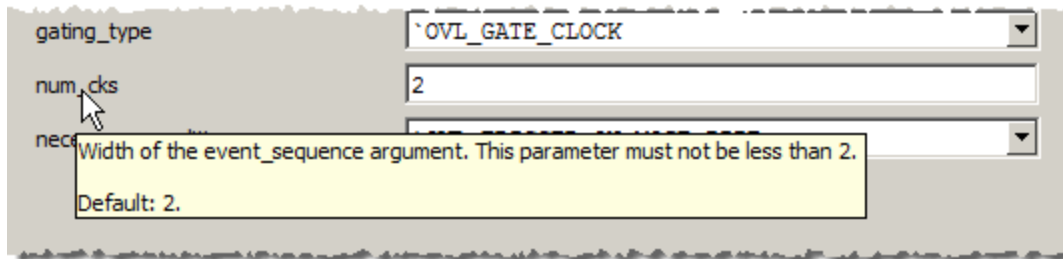 gating_type `OVL_GATE_CLOCK
num_cks 2
nece
Width of the event_sequence argument. This parameter must not be less than 2.
Default: 2.